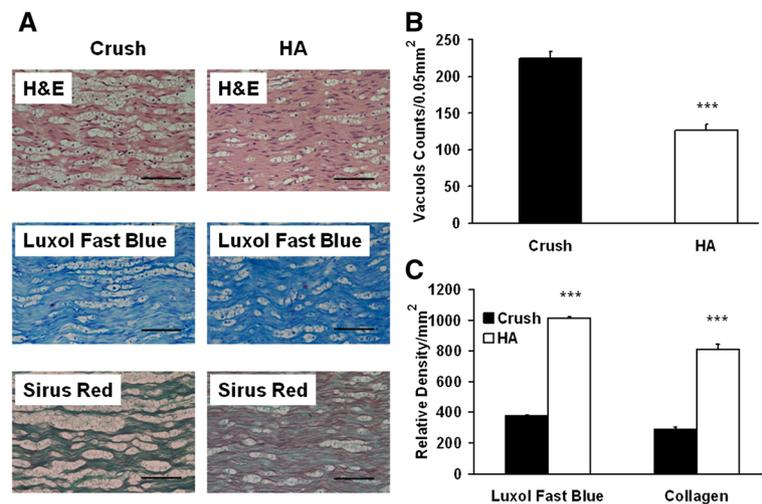 A
Crush HA
H&E H&E
Luxol Fast Blue Luxol Fast Blue
Sirus Red Sirus Red
B
Vacuols Counts/0.05mm²
250
200
150
100
50
0
***
Crush HA
C
Relative Density/mm²
1200
1000
800
600
400
200
0
Crush
HA
***
***
Luxol Fast Blue Collagen